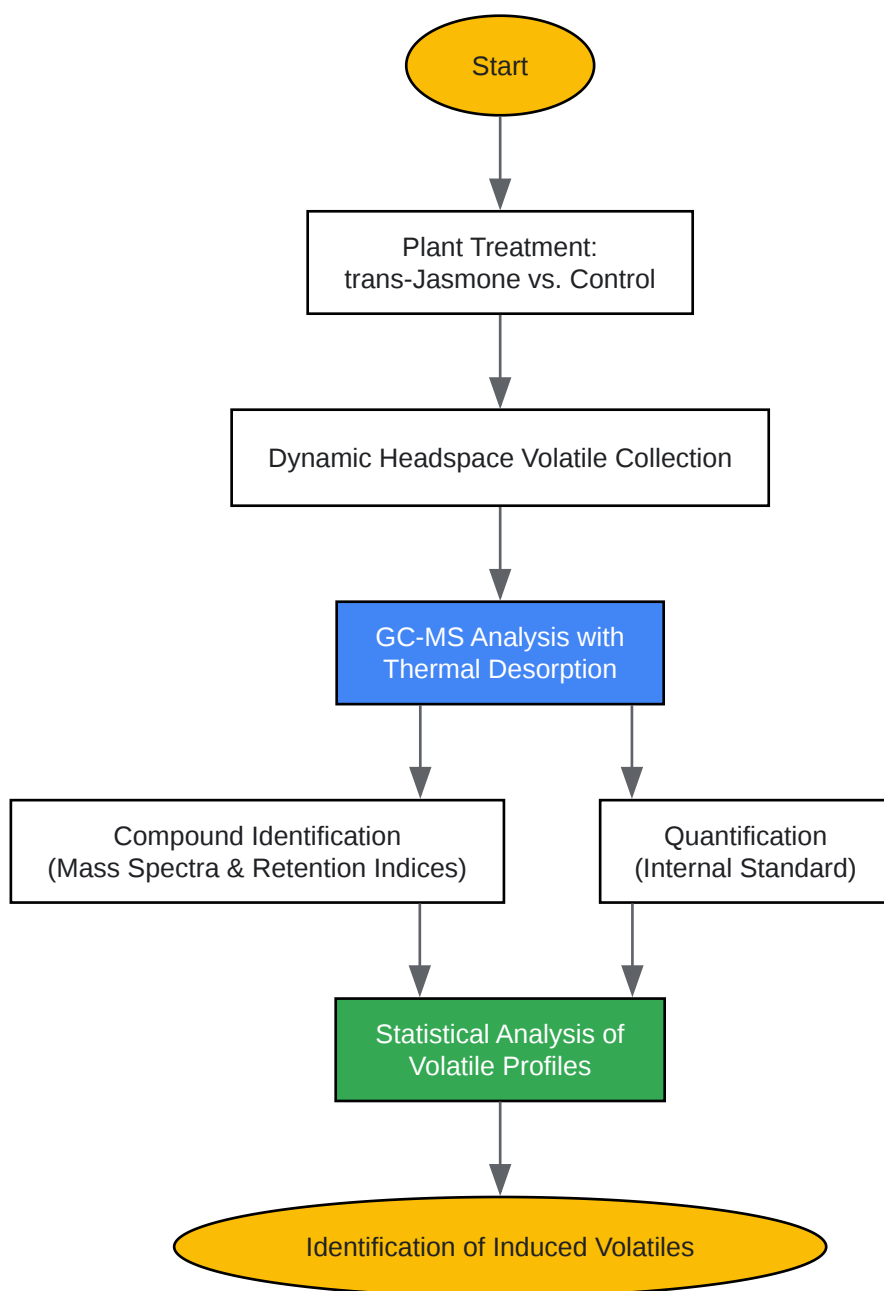 Start
Plant Treatment:
trans-Jasmone vs. Control
Dynamic Headspace Volatile Collection
GC-MS Analysis with
Thermal Desorption
Compound Identification
(Mass Spectra & Retention Indices)
Quantification
(Internal Standard)
Statistical Analysis of
Volatile Profiles
Identification of Induced Volatiles